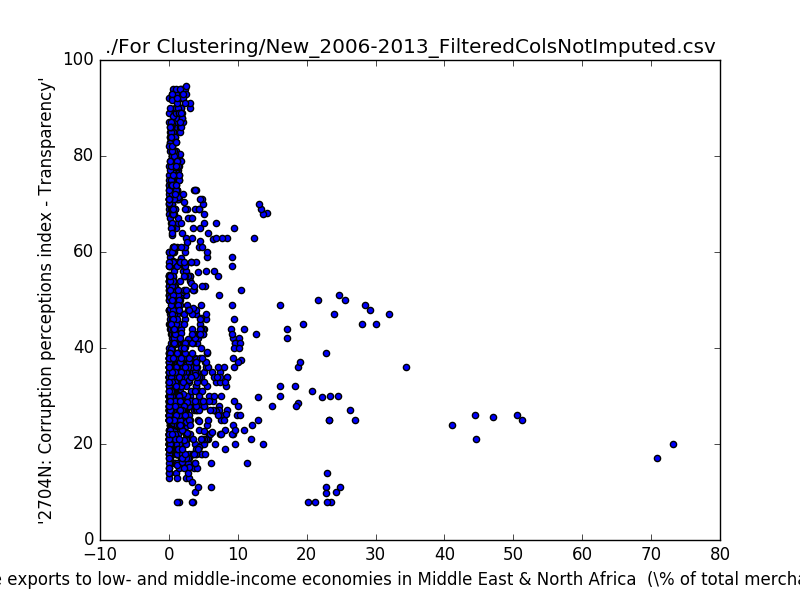 ./For Clustering/New_2006-2013_FilteredColsNotImputed.csv
'2704N: Corruption perceptions index - Transparency'
100
80
60
40
20
0
−10 0 10 20 30 40 50 60 70 80
e exports to low- and middle-income economies in Middle East & North Africa (\% of total mercha